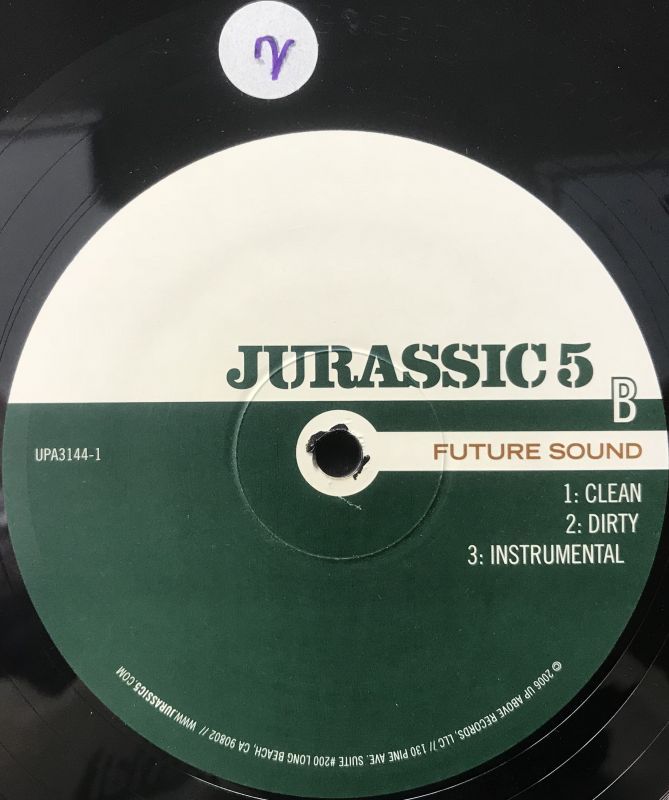 JURASSIC 5
B
FUTURE SOUND
UPA3144-1
1: CLEAN
2: DIRTY
3: INSTRUMENTAL
© 2006 UP ABOVE RECORDS, LLC // 130 PINE AVE. SUITE #200 LONG BEACH, CA 90802 // WWW.JURASSIC5.COM